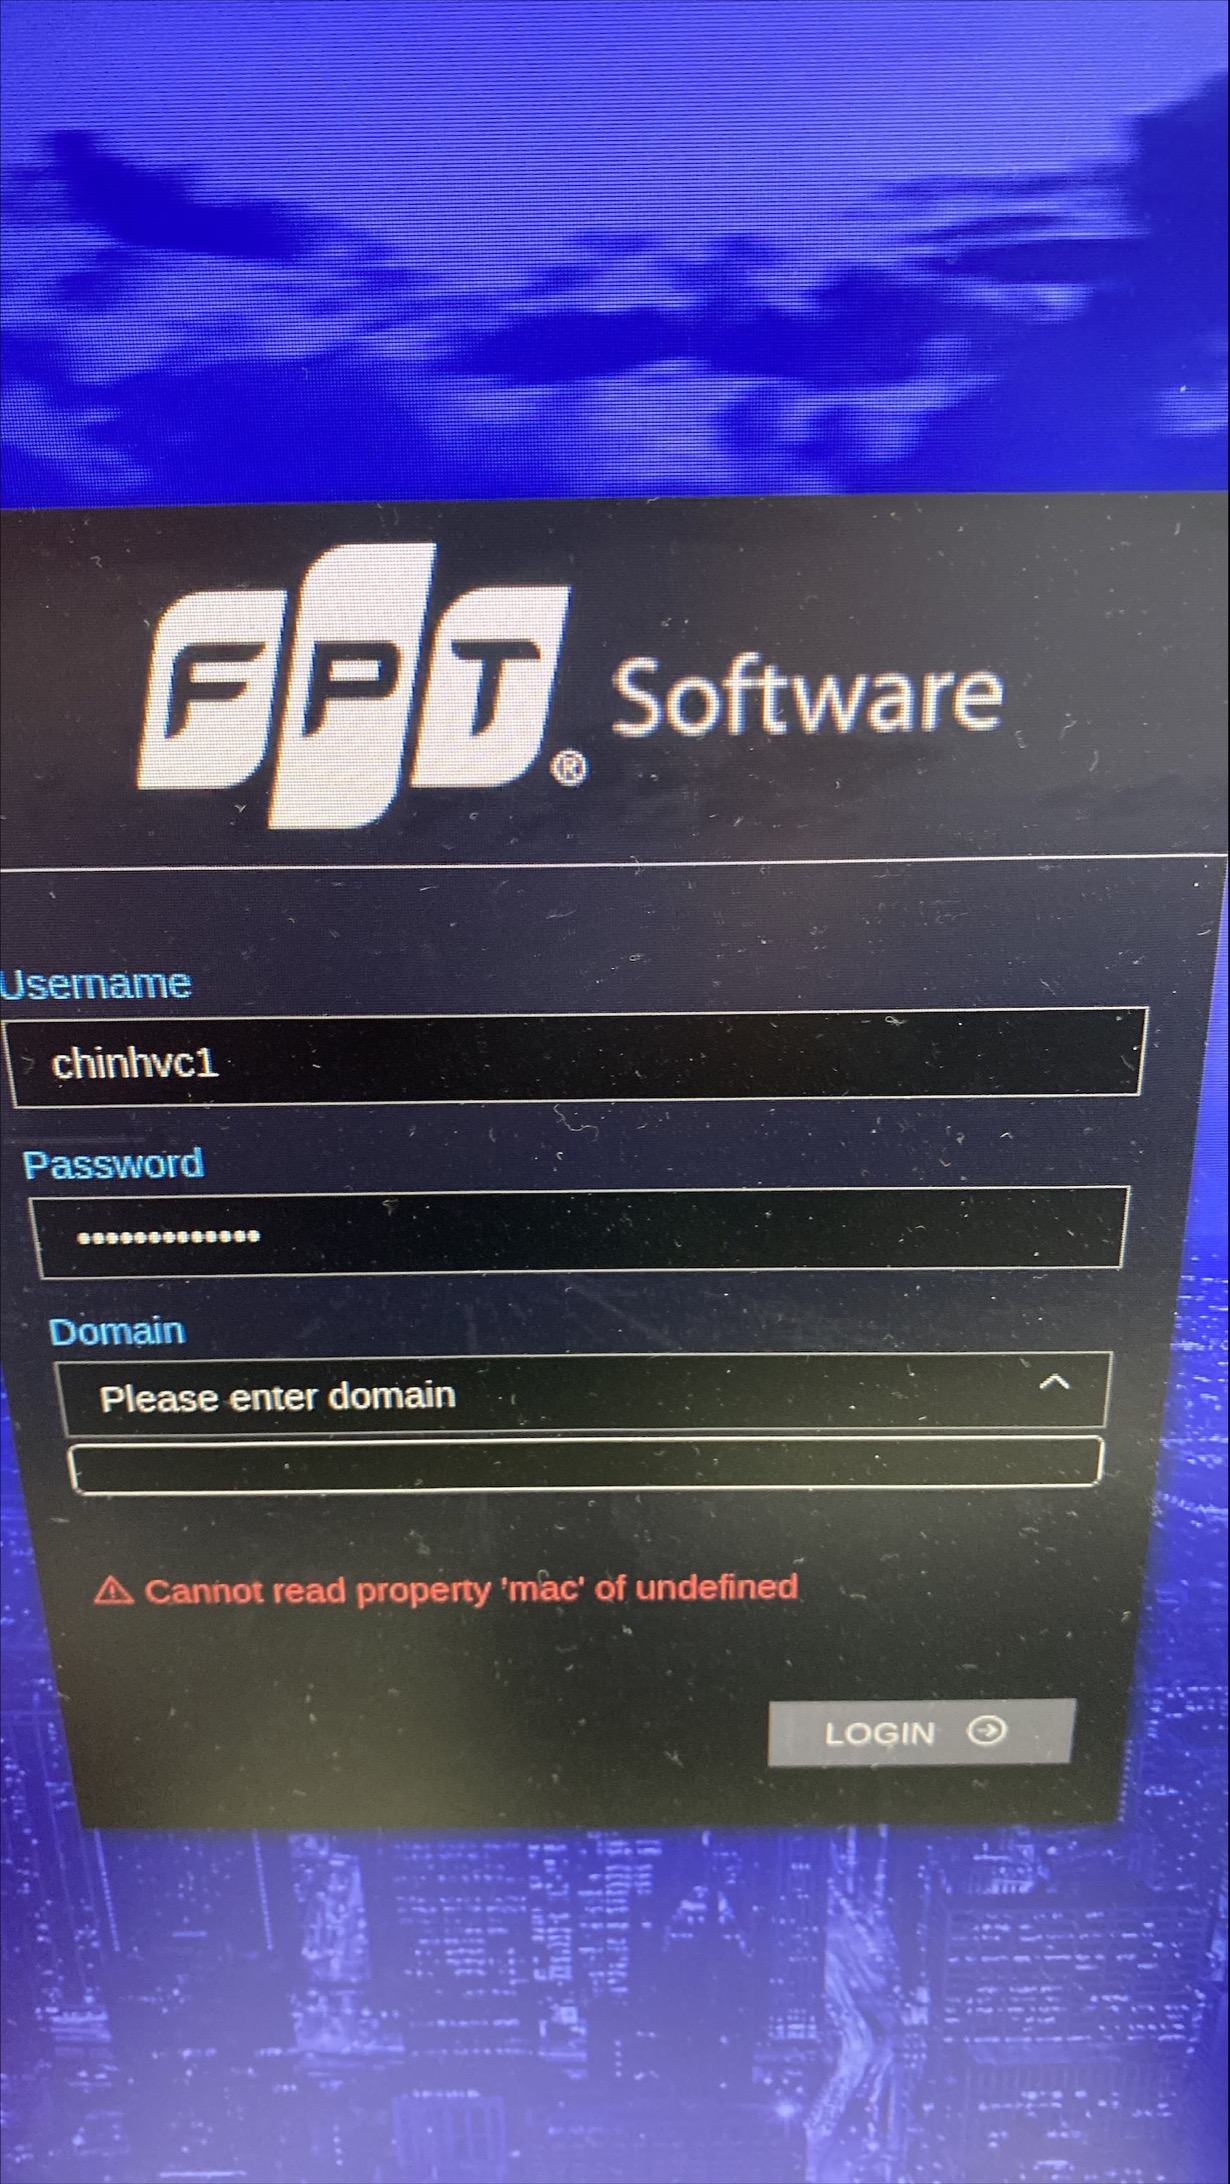 FPT® Software
Username
chinhvc1
Password
•••••••••••••
Domain
Please enter domain
Cannot read property 'mac' of undefined
LOGIN